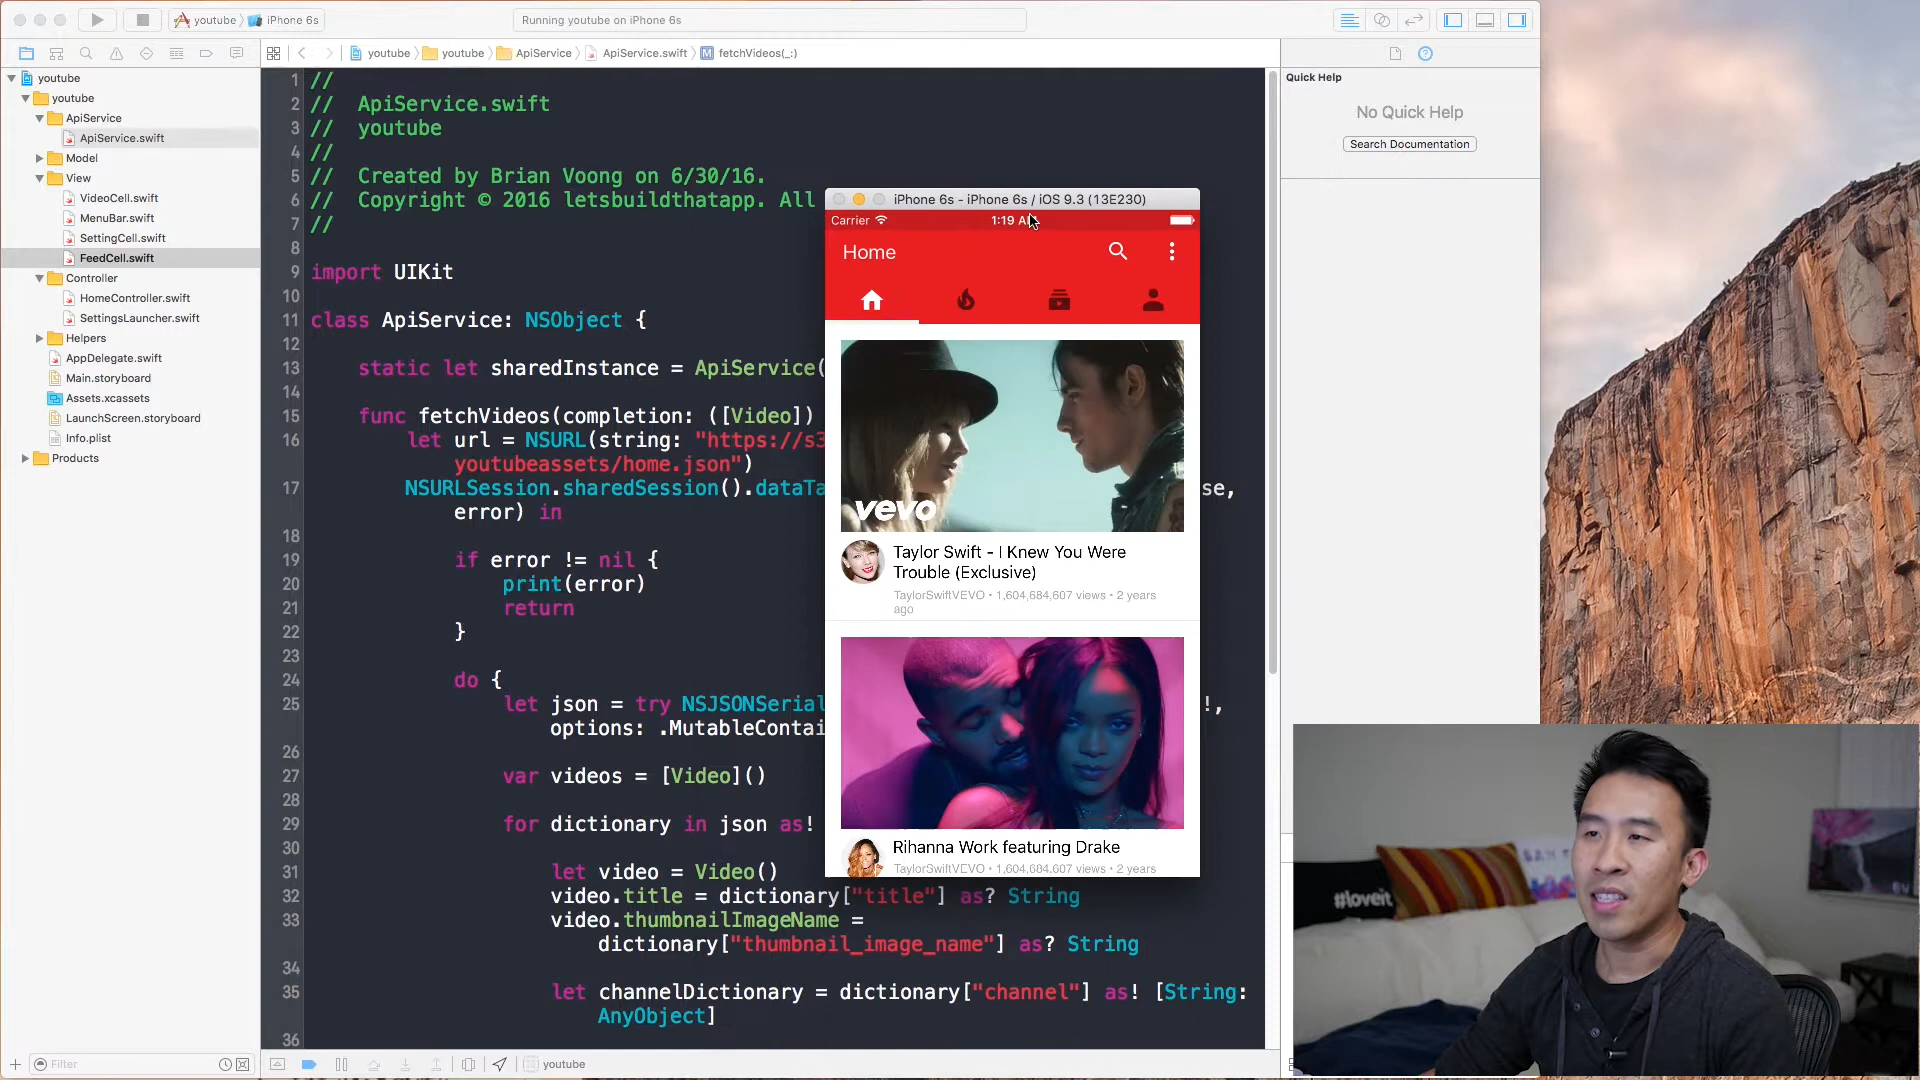 youtube
iPhone 6s
Running youtube on iPhone 6s
youtube
youtube
ApiService
ApiService.swift
M
fetchVideos(_:)
Quick Help
No Quick Help
Search Documentation
youtube
youtube
ApiService
ApiService.swift
Model
View
VideoCell.swift
MenuBar.swift
SettingCell.swift
FeedCell.swift
Controller
HomeController.swift
SettingsLauncher.swift
Helpers
AppDelegate.swift
Main.storyboard
Assets.xcassets
LaunchScreen.storyboard
Info.plist
Products
Filter
1 //
2 // ApiService.swift
3 // youtube
4 //
5 // Created by Brian Voong on 6/30/16.
6 // Copyright © 2016 letsbuildthatapp. All
7 //
8
9 import UIKit
10
11 class ApiService: NSObject {
12
13 static let sharedInstance = ApiService(
14
15 func fetchVideos(completion: ([Video])
16 let url = NSURL(string: "https://s3
youtubeassets/home.json")
17 NSURLSession.sharedSession().dataTa se,
error) in
18
19 if error != nil {
20 print(error)
21 return
22 }
23
24 do {
25 let json = try NSJSONSerial !,
options: .MutableContai
26
27 var videos = [Video]()
28
29 for dictionary in json as!
30
31 let video = Video()
32 video.title = dictionary["title"] as? String
33 video.thumbnailImageName =
dictionary["thumbnail_image_name"] as? String
34
35 let channelDictionary = dictionary["channel"] as! [String:
AnyObject]
36
youtube
iPhone 6s - iPhone 6s / iOS 9.3 (13E230)
Carrier
1:19 A
Home
vevo
Taylor Swift - I Knew You Were
Trouble (Exclusive)
TaylorSwiftVEVO • 1,604,684,607 views • 2 years
ago
Rihanna Work featuring Drake
TaylorSwiftVEVO • 1,604,684,607 views • 2 years
#loveit